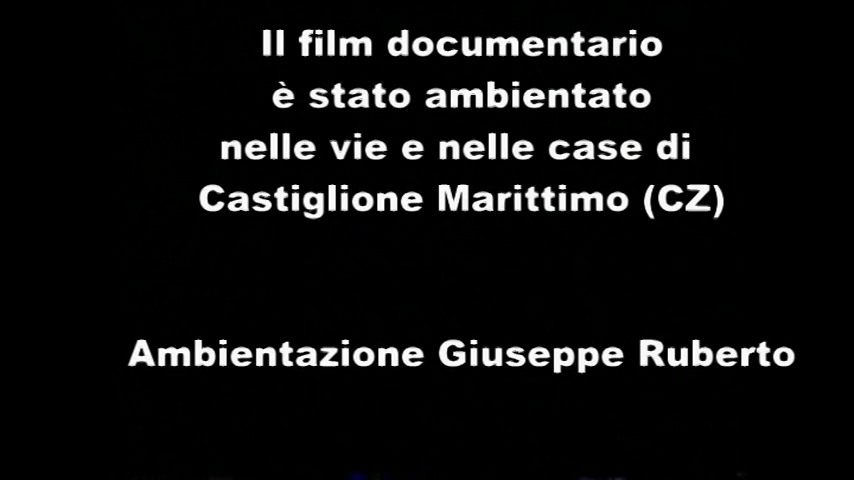 Il film documentario
è stato ambientato
nelle vie e nelle case di
Castiglione Marittimo (CZ)
Ambientazione Giuseppe Ruberto